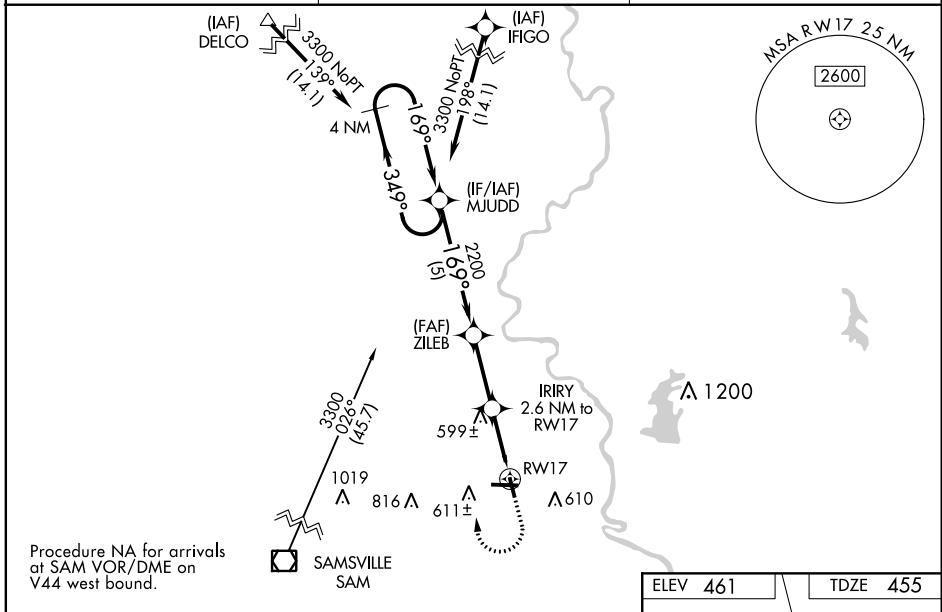 (IAF)
DELCO
3300 NoPT
139°
(14.1)
(IAF)
IFIGO
3300 NoPT
198°
(14.1)
MSA RW17 25 NM
2600
4 NM
169°
349°
(IF/IAF)
MJUDD
2200
169°
(5)
(FAF)
ZILEB
IRIRY
2.6 NM to
RW17
1200
599±
3300
026°
(45.7)
RW17
1019
816
611±
610
Procedure NA for arrivals
at SAM VOR/DME on
V44 west bound.
SAMSVILLE
SAM
ELEV 461
TDZE 455